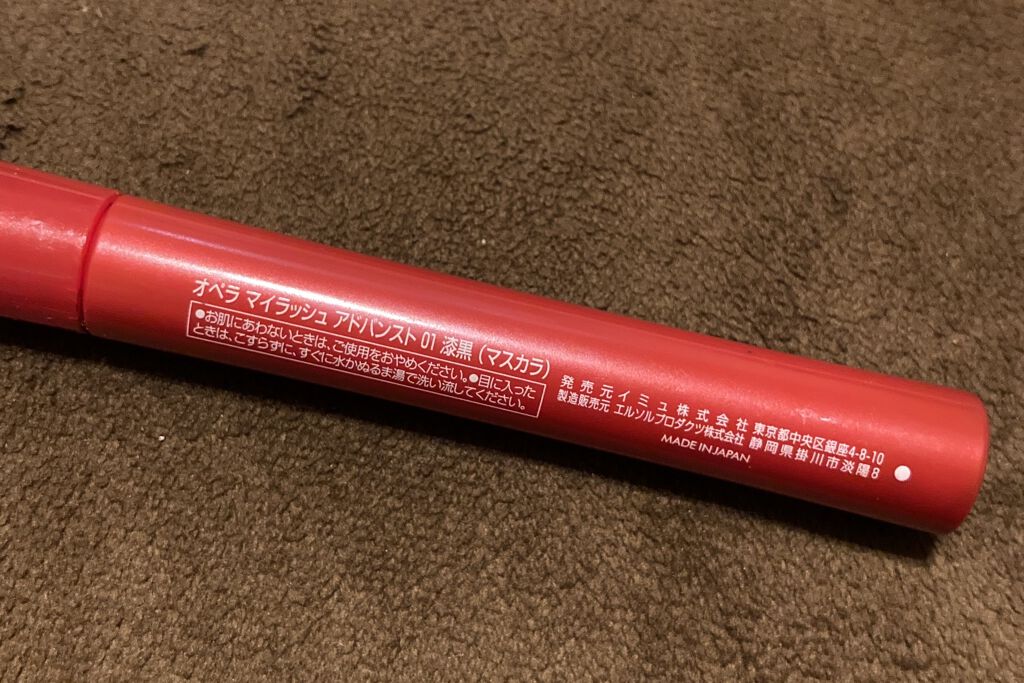 オペラ マイラッシュ アドバンスト 01 漆黒 (マスカラ)
●お肌にあわないときは、ご使用をおやめください。●目に入った
ときは、こすらずに、すぐに水かぬるま湯で洗い流してください。
発売元イミュ株式会社 東京都中央区銀座4-8-10
製造販売元 エルソルプロダクツ株式会社 静岡県掛川市淡陽8
MADE IN JAPAN